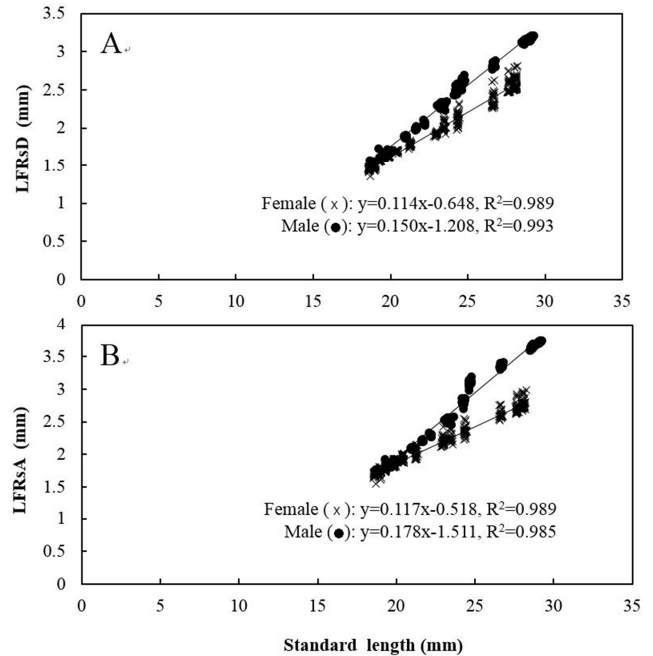 3.5
3
2.5
2
1.5
1
0.5
0
LFRsD (mm)
A
Female (×): y=0.114x-0.648, R²=0.989
Male (●): y=0.150x-1.208, R²=0.993
0 5 10 15 20 25 30 35
4
3.5
3
2.5
2
1.5
1
0.5
0
LFRsA (mm)
B
Female (×): y=0.117x-0.518, R²=0.989
Male (●): y=0.178x-1.511, R²=0.985
0 5 10 15 20 25 30 35
Standard length (mm)